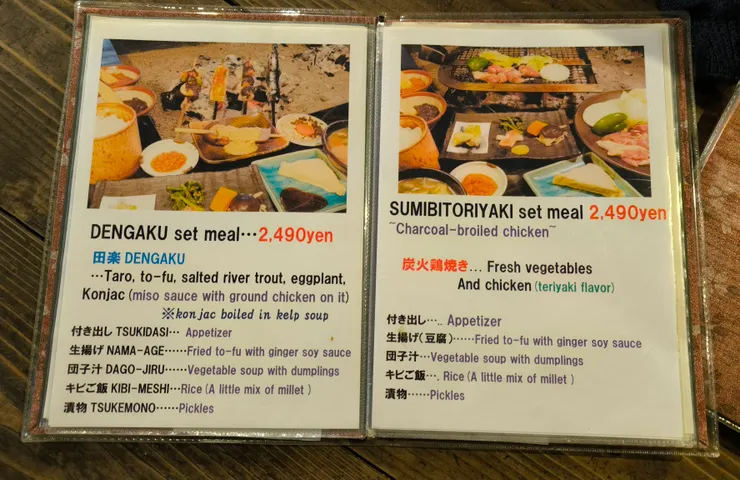 DENGAKU set meal…2,490yen
田楽 DENGAKU
…Taro, to-fu, salted river trout, eggplant,
Konjac (miso sauce with ground chicken on it)
※konjac boiled in kelp soup
付き出し TSUKIDASI… Appetizer
生揚げ NAMA-AGE……Fried to-fu with ginger soy sauce
団子汁 DAGO-JIRU……Vegetable soup with dumplings
キビご飯 KIBI-MESHI…Rice (A little mix of millet )
漬物 TSUKEMONO……Pickles
SUMIBITORIYAKI set meal 2,490yen
~Charcoal-broiled chicken~
炭火鶏焼き… Fresh vegetables
And chicken (teriyaki flavor)
付き出し….. Appetizer
生揚げ(豆腐)……Fried to-fu with ginger soy sauce
団子汁…Vegetable soup with dumplings
キビご飯…. Rice (A little mix of millet )
漬物……Pickles